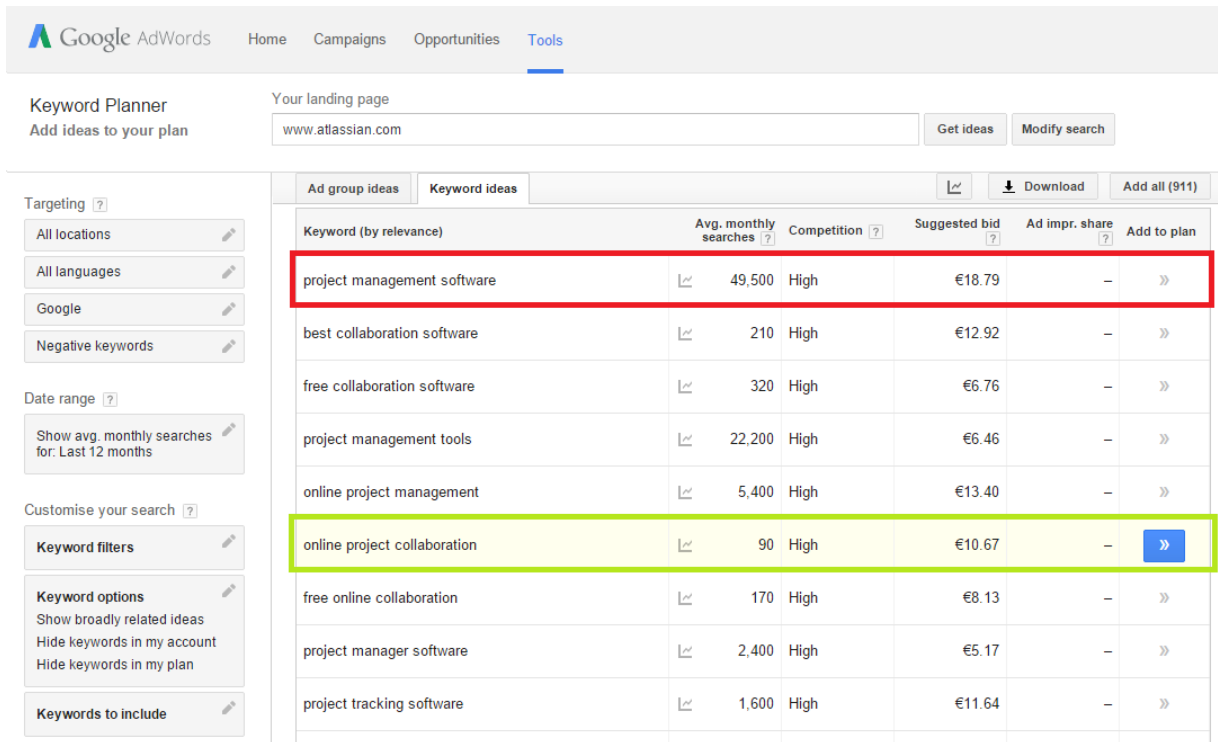 Google AdWords Home Campaigns Opportunities Tools
Keyword Planner
Add ideas to your plan
Your landing page
www.atlassian.com Get ideas Modify search
Targeting ?
All locations
All languages
Google
Negative keywords
Date range ?
Show avg. monthly searches
for: Last 12 months
Customise your search ?
Keyword filters
Keyword options
Show broadly related ideas
Hide keywords in my account
Hide keywords in my plan
Keywords to include
Ad group ideas Keyword ideas Download Add all (911)
Keyword (by relevance) Avg. monthly searches ? Competition ? Suggested bid ? Ad impr. share ? Add to plan
project management software 49,500 High €18.79 – »
best collaboration software 210 High €12.92 – »
free collaboration software 320 High €6.76 – »
project management tools 22,200 High €6.46 – »
online project management 5,400 High €13.40 – »
online project collaboration 90 High €10.67 – »
free online collaboration 170 High €8.13 – »
project manager software 2,400 High €5.17 – »
project tracking software 1,600 High €11.64 – »